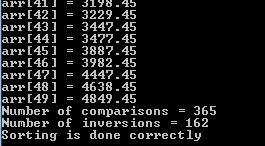 arr[41] = 3198.45
arr[42] = 3229.45
arr[43] = 3447.45
arr[44] = 3477.45
arr[45] = 3887.45
arr[46] = 3982.45
arr[47] = 4447.45
arr[48] = 4638.45
arr[49] = 4849.45
Number of comparisons = 365
Number of inversions = 162
Sorting is done correctly